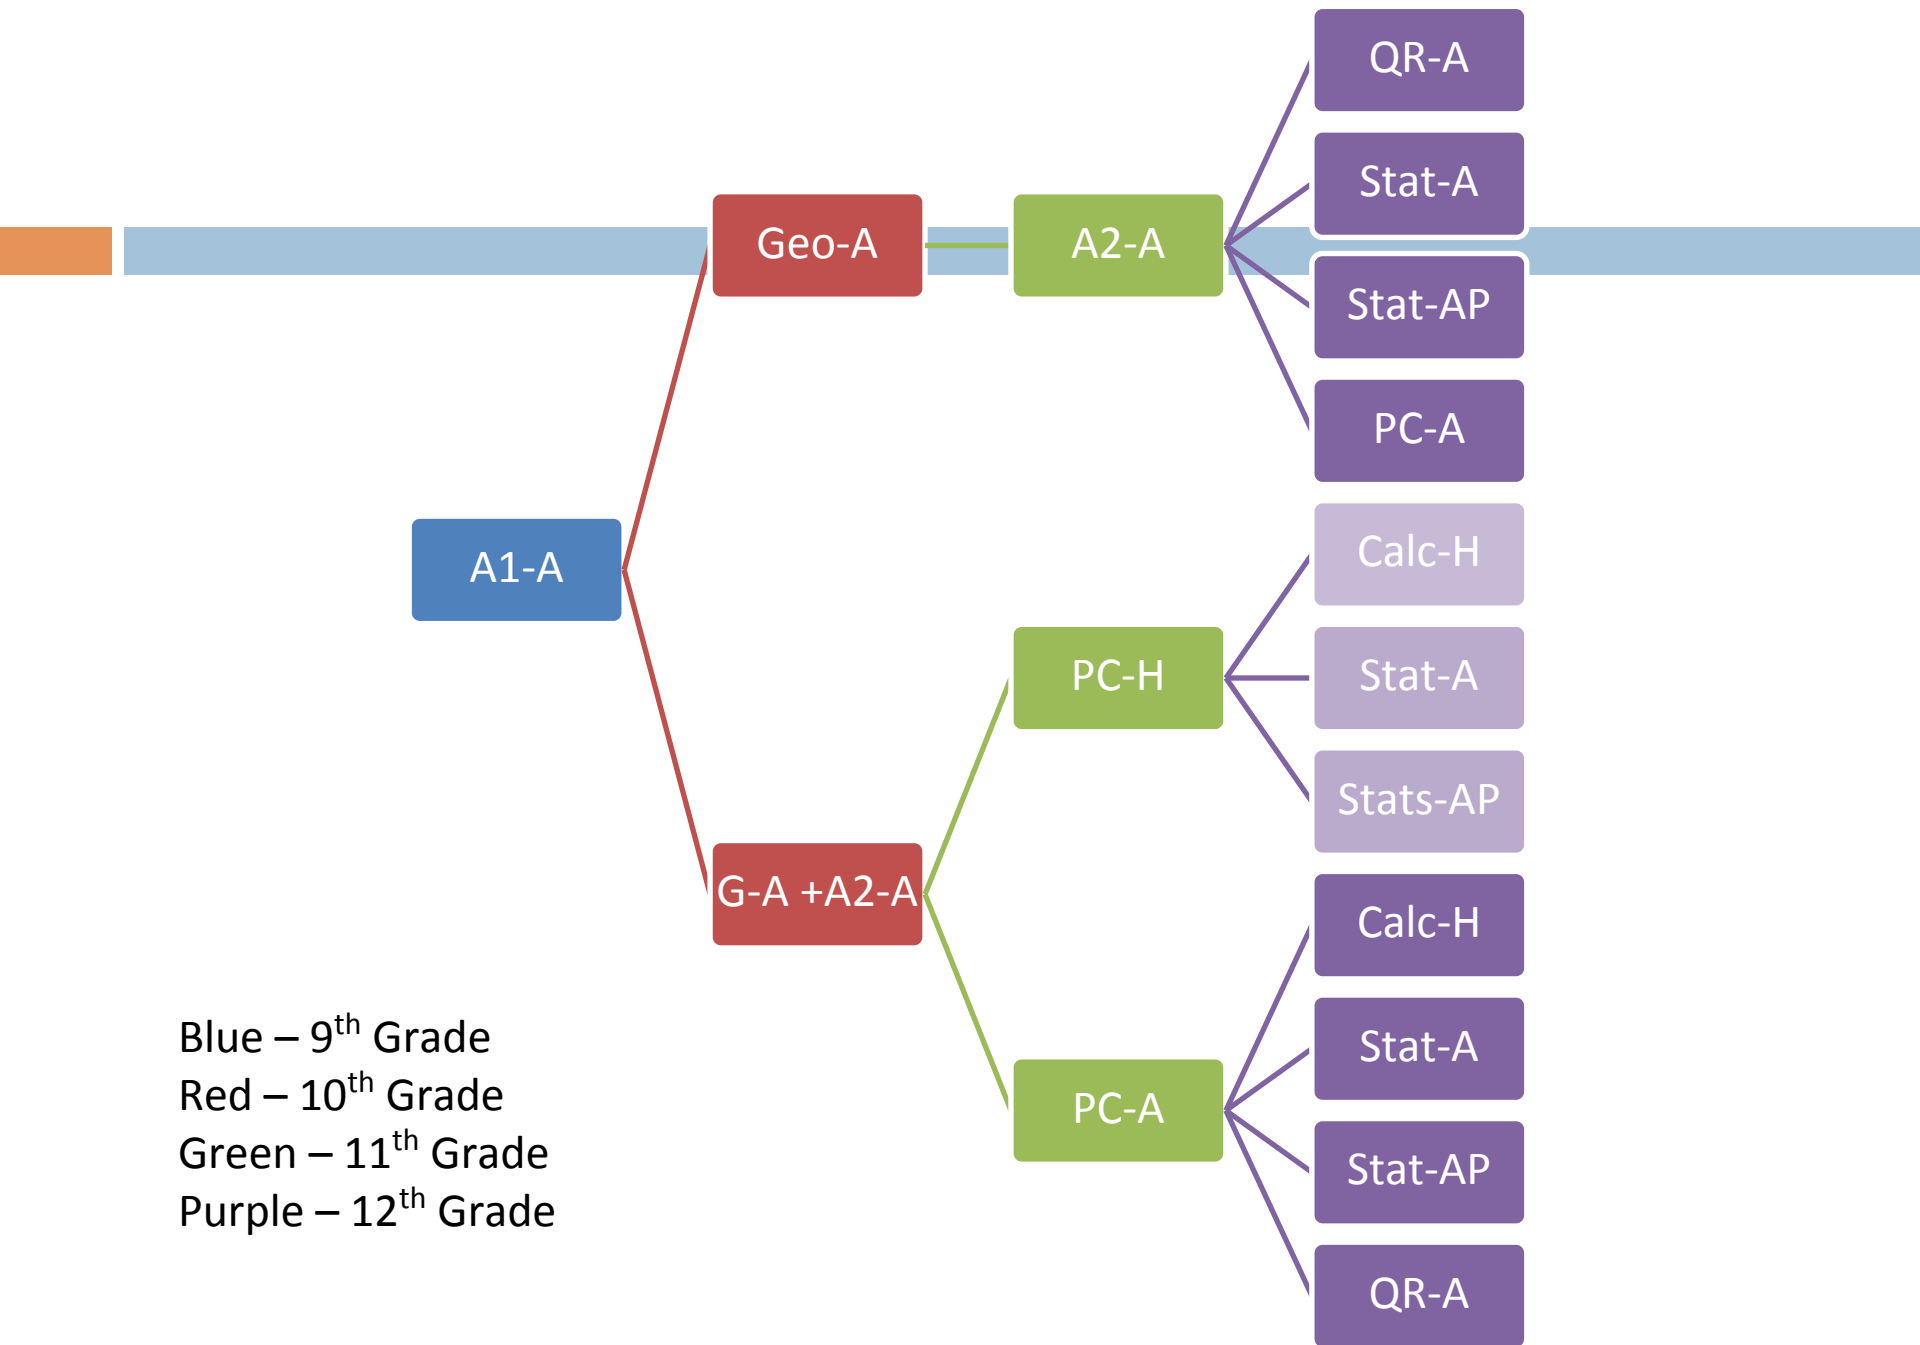 QR-A
Stat-A
Geo-A
A2-A
Stat-AP
PC-A
Calc-H
A1-A
PC-H
Stat-A
Stats-AP
G-A +A2-A
Calc-H
Blue – 9th Grade
Red – 10th Grade
Green – 11th Grade
Purple – 12th Grade
PC-A
Stat-A
Stat-AP
QR-A